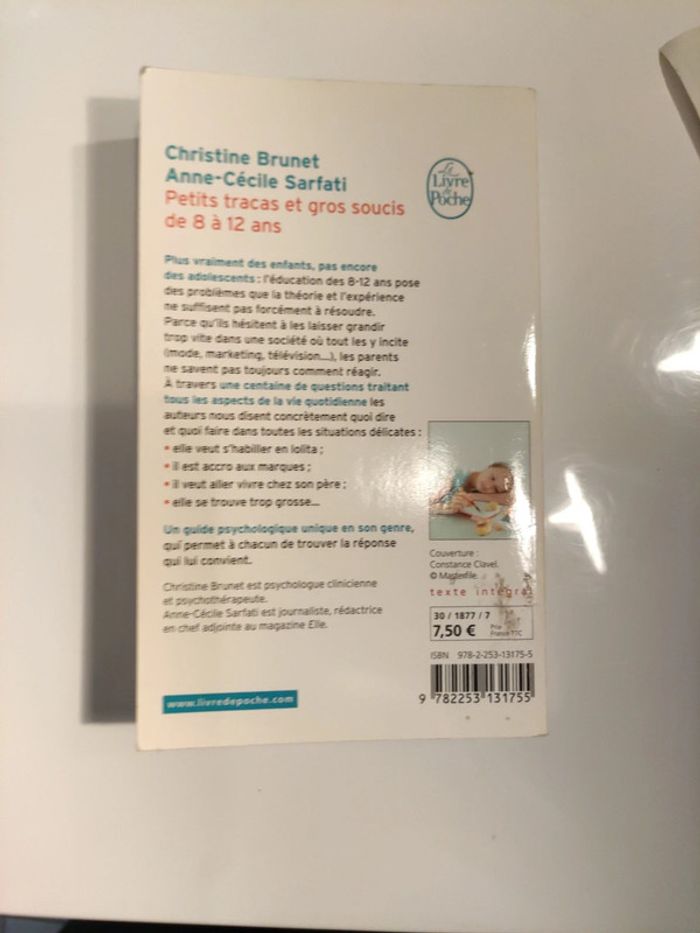 Christine Brunet
Anne-Cécile Sarfati
Petits tracas et gros soucis
de 8 à 12 ans
Le
Livre
de
Poche
Plus vraiment des enfants, pas encore
des adolescents : l'éducation des 8-12 ans pose
des problèmes que la théorie et l'expérience
ne suffisent pas forcément à résoudre.
Parce qu'ils hésitent à les laisser grandir
trop vite dans une société où tout les y incite
(mode, marketing, télévision...), les parents
ne savent pas toujours comment réagir.
À travers une centaine de questions traitant
tous les aspects de la vie quotidienne les
auteurs nous disent concrètement quoi dire
et quoi faire dans toutes les situations délicates :
• elle veut s'habiller en lolita ;
• il est accro aux marques ;
• il veut aller vivre chez son père ;
• elle se trouve trop grosse...
Un guide psychologique unique en son genre,
qui permet à chacun de trouver la réponse
qui lui convient.
Christine Brunet est psychologue clinicienne
et psychothérapeute.
Anne-Cécile Sarfati est journaliste, rédactrice
en chef adjointe au magazine Elle.
www.livredepoche.com
Couverture :
Constance Clavel.
© Masterfile.
texte intégral
30 / 1877 / 7
7,50 €
Prix
France TTC
ISBN 978-2-253-13175-5
9 782253 131755